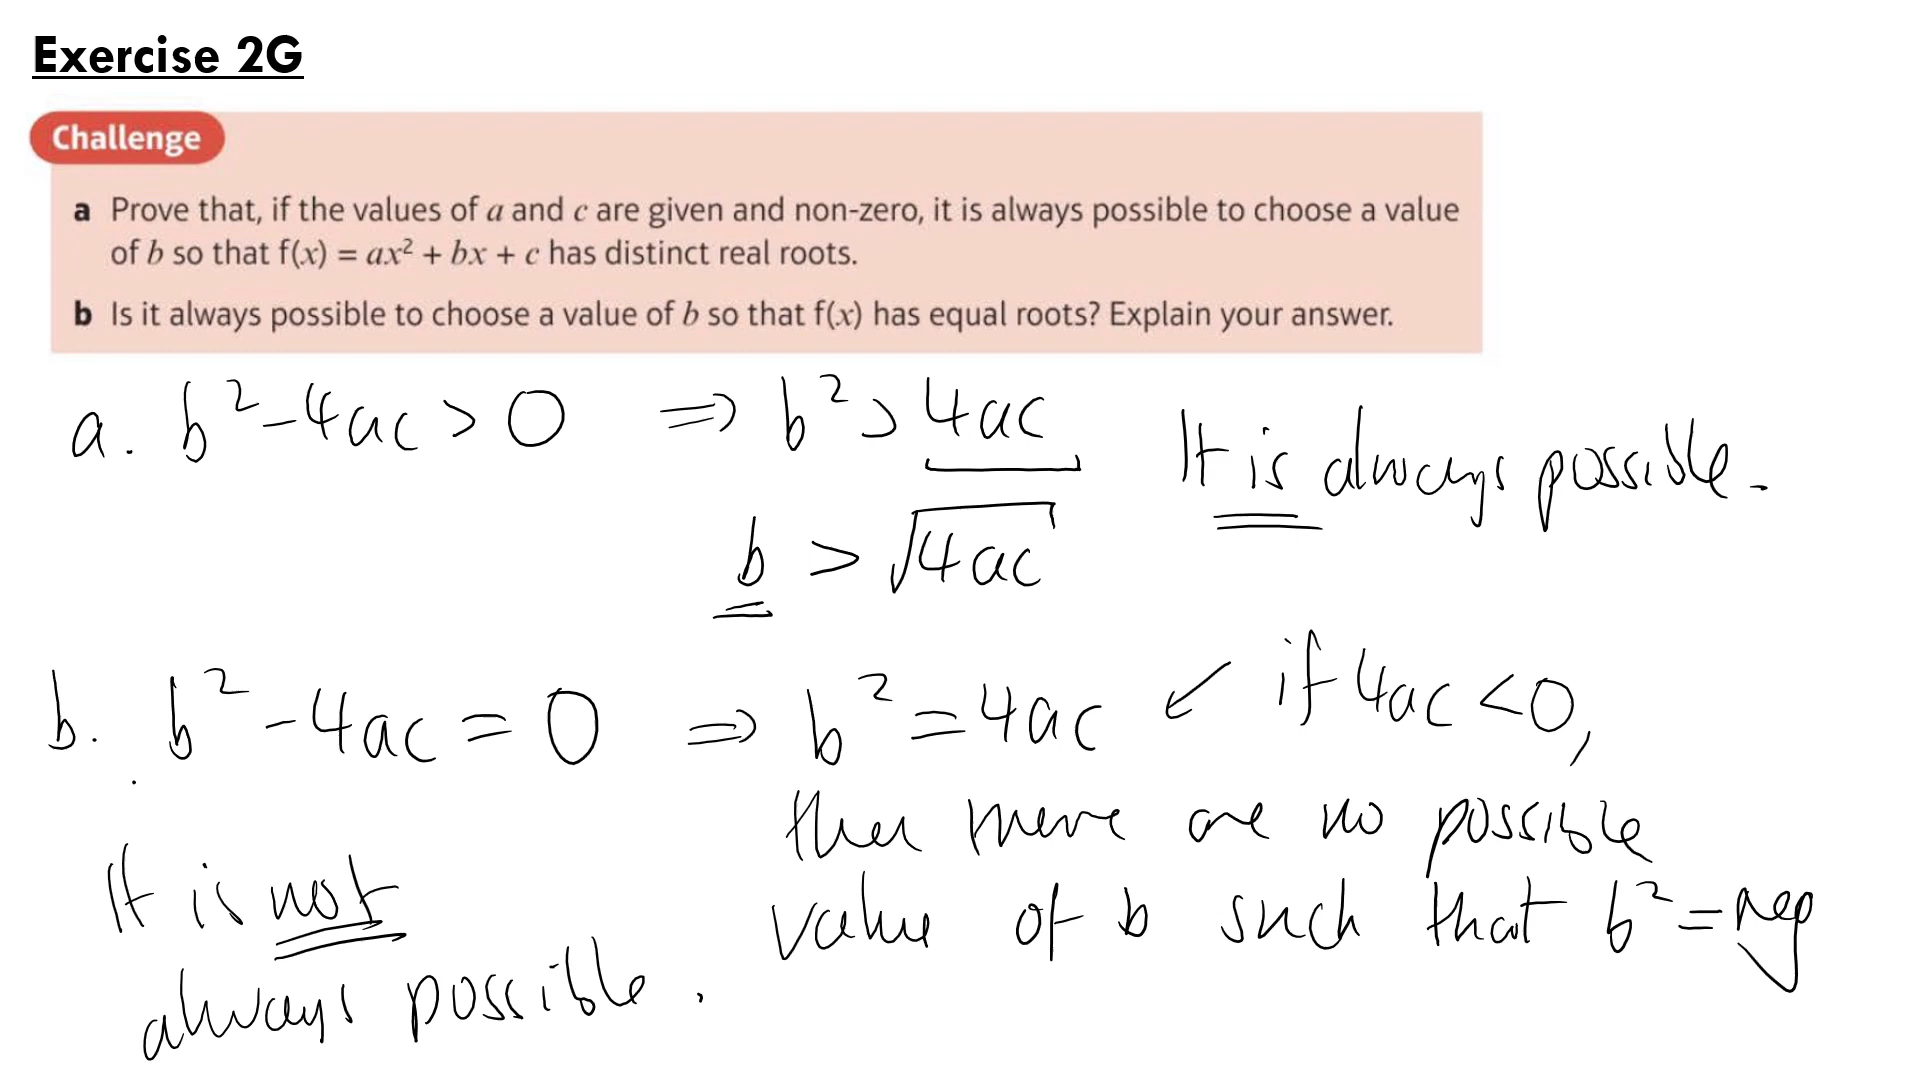 Exercise 2G
Challenge
a Prove that, if the values of a and c are given and non-zero, it is always possible to choose a value
of b so that f(x) = ax² + bx + c has distinct real roots.
b Is it always possible to choose a value of b so that f(x) has equal roots? Explain your answer.
a. b² - 4ac > 0 ⇒ b² > 4ac
It is always possible.
b > √4ac
b. b² - 4ac = 0 ⇒ b² = 4ac ↙ if 4ac < 0,
then there are no possible
value of b such that b² = neg
It is not
always possible.